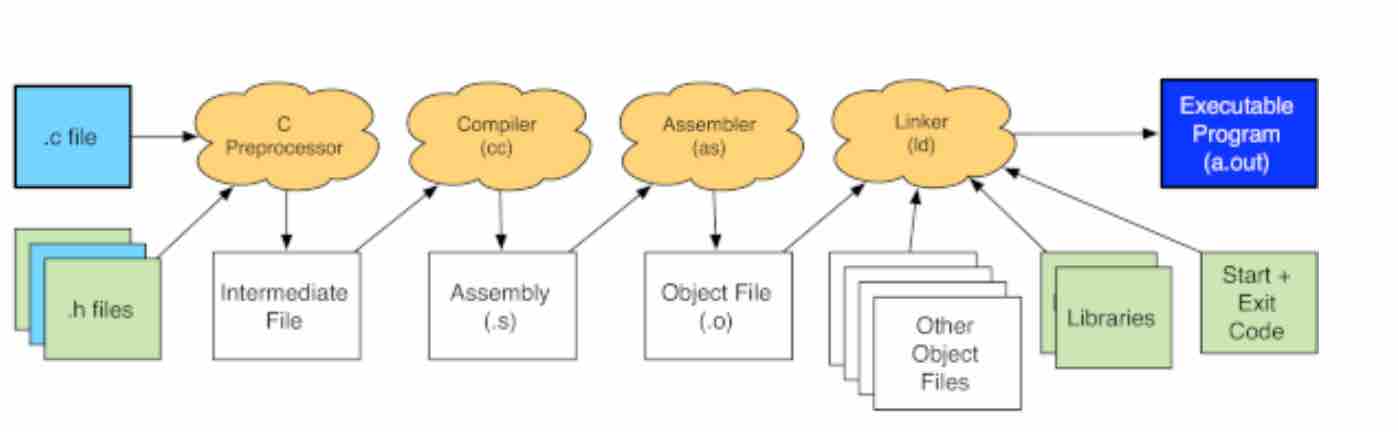 .c file
C
Preprocessor
Compiler
(cc)
Assembler
(as)
Linker
(ld)
Executable
Program
(a.out)
.h files
Intermediate
File
Assembly
(.s)
Object File
(.o)
Other
Object
Files
Libraries
Start +
Exit
Code